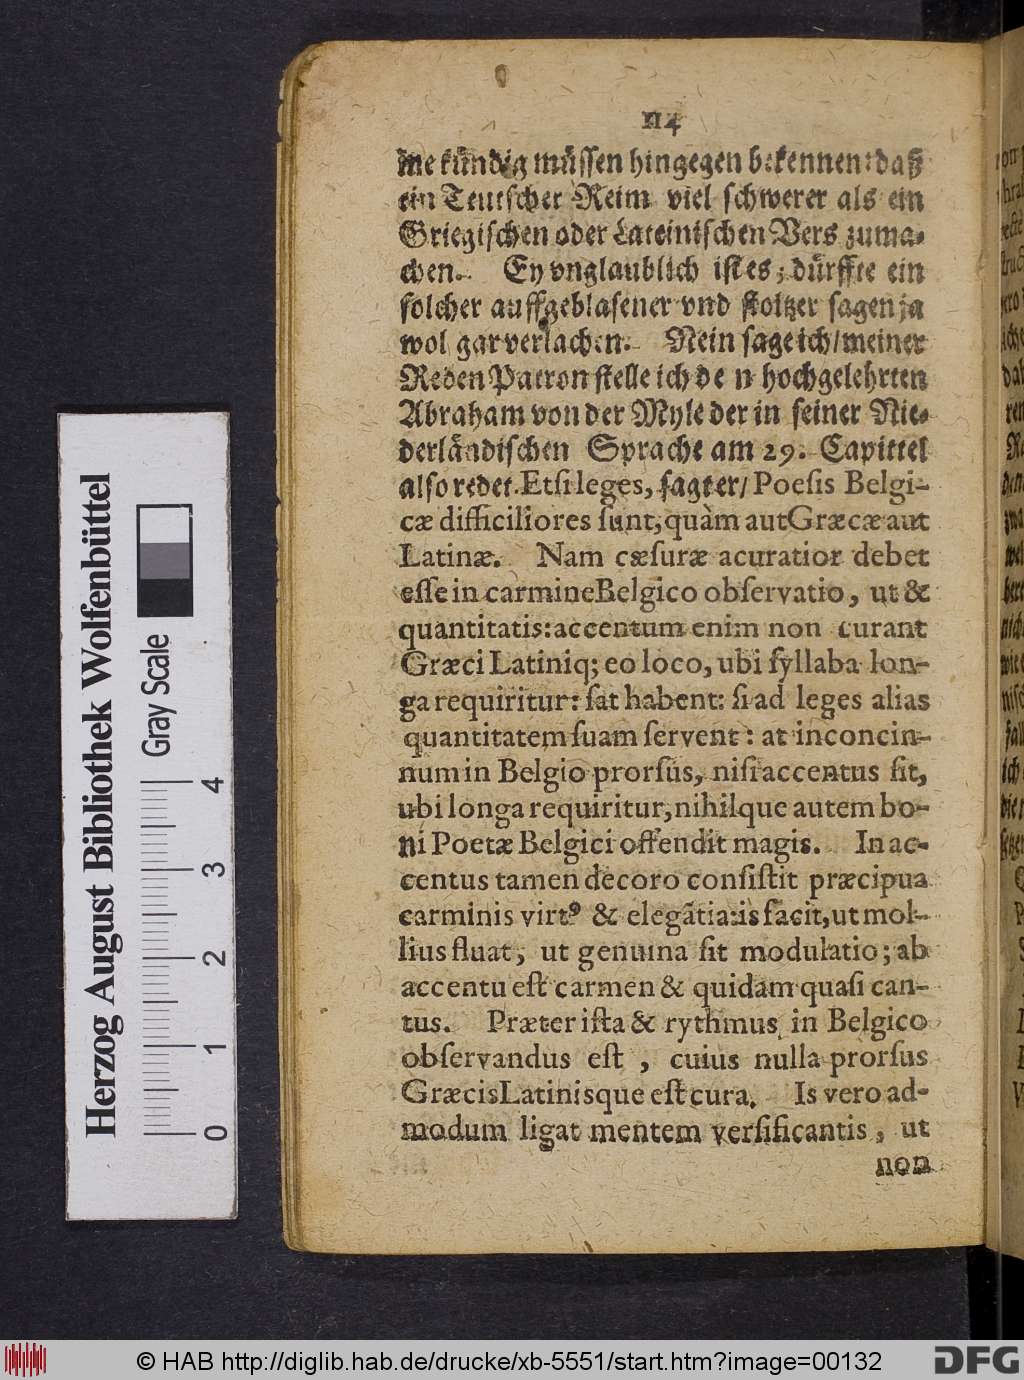 114
me kündig müssen hingegen bekennen: daß
ein Teutscher Reim viel schwerer als ein
Griegischen oder Lateinischen Vers zuma-
chen. Ey vnglaublich ist es, dürffte ein
solcher auffgeblasener vnd stoltzer sagen ja
wol gar verlachen. Nein sage ich/ meiner
Reden Patron stelle ich de n hochgelehrten
Abraham von der Myle der in seiner Nie-
derländischen Sprache am 29. Capittel
also redet. Etsi leges, sagt er/ Poesis Belgi-
cæ difficiliores sunt, quàm aut Græcæ aut
Latinæ. Nam cæsuræ acuratior debet
esse in carmine Belgico observatio, ut &
quantitatis: accentum enim non curant
Græci Latiniq; eo loco, ubi syllaba lon-
ga requiritur: sat habent: si ad leges alias
quantitatem suam servent: at inconcin-
num in Belgio prorsus, nisi accentus sit,
ubi longa requiritur, nihilque autem bo-
ni Poetæ Belgici offendit magis. In ac-
centus tamen decoro consistit præcipua
carminis virtꝰ & elegãtia: is facit, ut mol-
lius fluat, ut genuina sit modulatio; ab
accentu est carmen & quidam quasi can-
tus. Præter ista & rythmus in Belgico
observandus est, cuius nulla prorsus
Græcis Latinisque est cura. Is vero ad-
modum ligat mentem versificantis, ut
non
Herzog August Bibliothek Wolfenbüttel
Gray Scale
0 1 2 3 4
© HAB http://diglib.hab.de/drucke/xb-5551/start.htm?image=00132
DFG